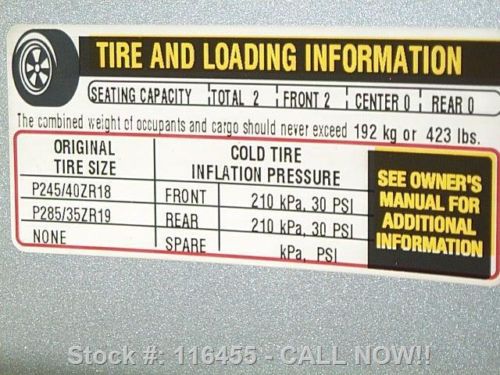 TIRE AND LOADING INFORMATION
SEATING CAPACITY TOTAL 2 FRONT 2 CENTER 0 REAR 0
The combined weight of occupants and cargo should never exceed 192 kg or 423 lbs.
ORIGINAL
TIRE SIZE
COLD TIRE
INFLATION PRESSURE
P245/40ZR18 FRONT 210 kPa, 30 PSI
P285/35ZR19 REAR 210 kPa, 30 PSI
NONE SPARE kPa, PSI
SEE OWNER'S
MANUAL FOR
ADDITIONAL
INFORMATION
Stock #: 116455 - CALL NOW!!